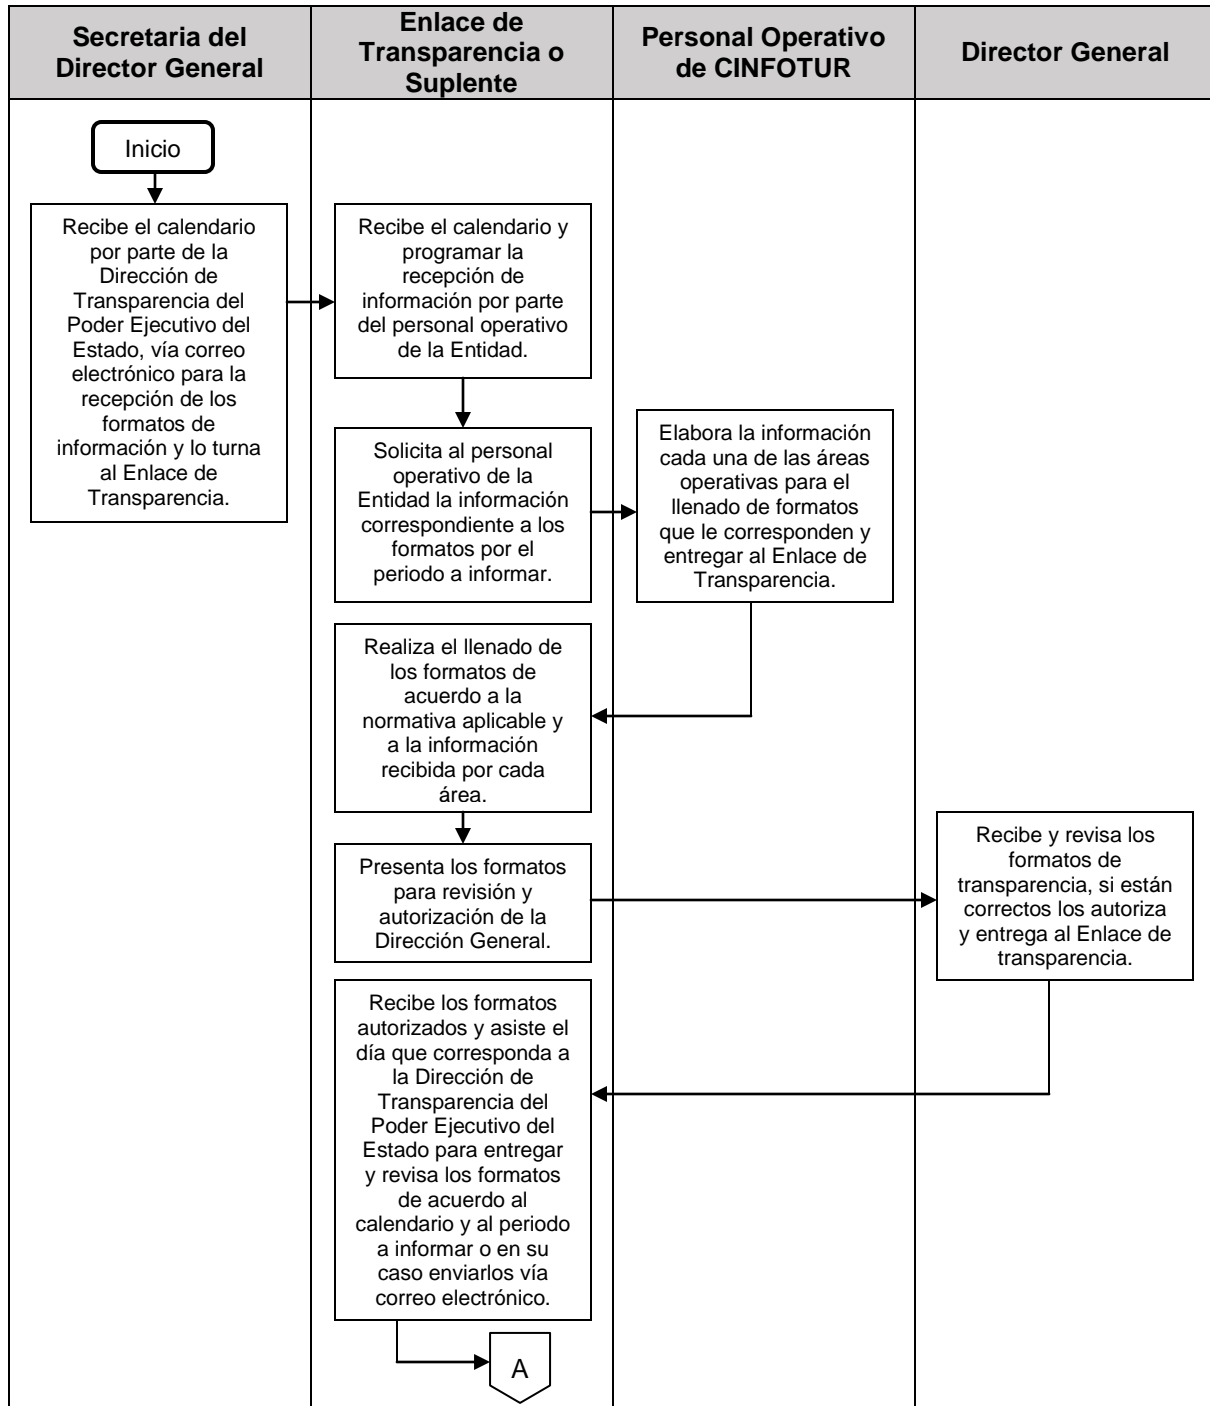 Secretaria del
Director General
Enlace de
Transparencia o
Suplente
Personal Operativo
de CINFOTUR
Director General
Inicio
Recibe el calendario
por parte de la
Dirección de
Transparencia del
Poder Ejecutivo del
Estado, vía correo
electrónico para la
recepción de los
formatos de
información y lo turna
al Enlace de
Transparencia.
Recibe el calendario y
programar la
recepción de
información por parte
del personal operativo
de la Entidad.
Solicita al personal
operativo de la
Entidad la información
correspondiente a los
formatos por el
periodo a informar.
Elabora la información
cada una de las áreas
operativas para el
llenado de formatos
que le corresponden y
entregar al Enlace de
Transparencia.
Realiza el llenado de
los formatos de
acuerdo a la
normativa aplicable y
a la información
recibida por cada
área.
Presenta los formatos
para revisión y
autorización de la
Dirección General.
Recibe y revisa los
formatos de
transparencia, si están
correctos los autoriza
y entrega al Enlace de
transparencia.
Recibe los formatos
autorizados y asiste el
día que corresponda a
la Dirección de
Transparencia del
Poder Ejecutivo del
Estado para entregar
y revisa los formatos
de acuerdo al
calendario y al periodo
a informar o en su
caso enviarlos vía
correo electrónico.
A